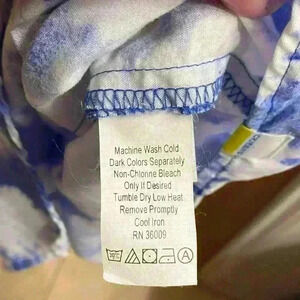 Machine Wash Cold
Dark Colors Separately
Non-Chlorine Bleach
Only If Desired
Tumble Dry Low Heat
Remove Promptly
Cool Iron
RN 36009
A